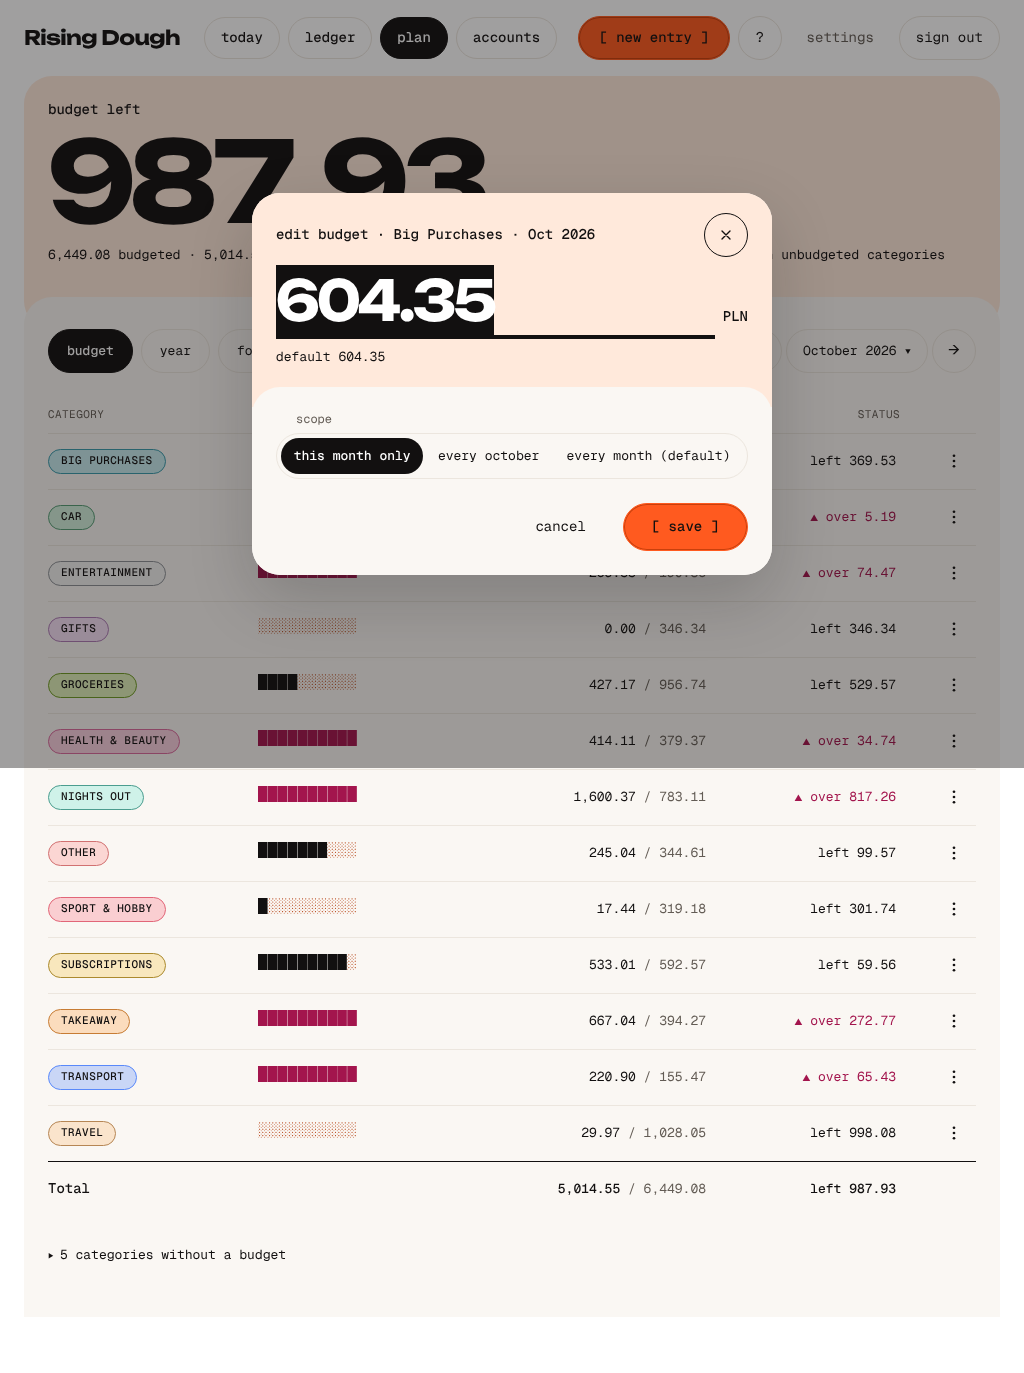 Rising Dough today ledger plan accounts [ new entry ] ? settings sign out
budget left
987.93
6,449.08 budgeted · 5,014. unbudgeted categories
edit budget · Big Purchases · Oct 2026
604.35 PLN
default 604.35
budget year October 2026 ▾ →
scope
this month only every october every month (default)
cancel [ save ]
CATEGORY STATUS
BIG PURCHASES left 369.53
CAR ▲ over 5.19
ENTERTAINMENT ▲ over 74.47
GIFTS 0.00 / 346.34 left 346.34
GROCERIES 427.17 / 956.74 left 529.57
HEALTH & BEAUTY 414.11 / 379.37 ▲ over 34.74
NIGHTS OUT 1,600.37 / 783.11 ▲ over 817.26
OTHER 245.04 / 344.61 left 99.57
SPORT & HOBBY 17.44 / 319.18 left 301.74
SUBSCRIPTIONS 533.01 / 592.57 left 59.56
TAKEAWAY 667.04 / 394.27 ▲ over 272.77
TRANSPORT 220.90 / 155.47 ▲ over 65.43
TRAVEL 29.97 / 1,028.05 left 998.08
Total 5,014.55 / 6,449.08 left 987.93
▸ 5 categories without a budget